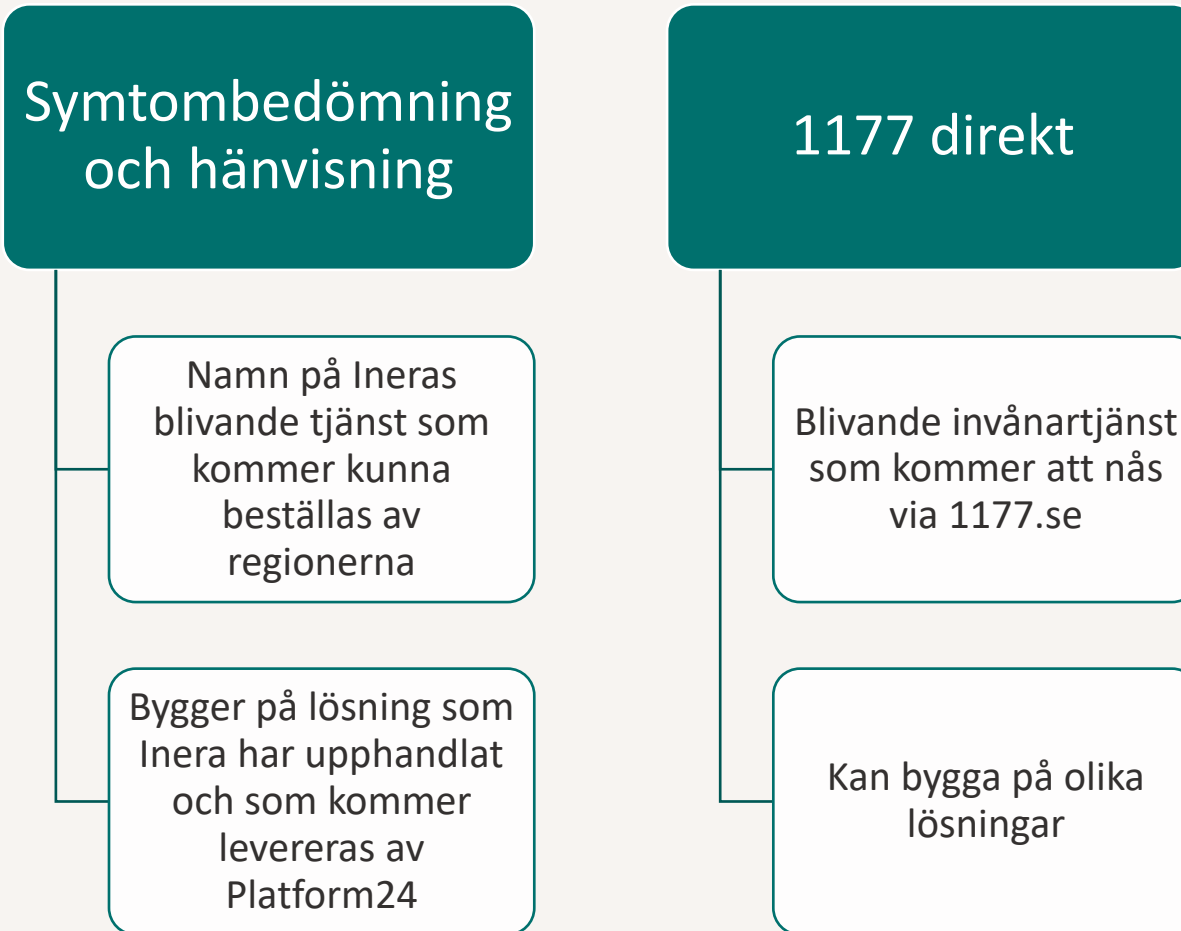 Symtombedömning
och hänvisning
Namn på Ineras
blivande tjänst som
kommer kunna
beställas av
regionerna
Bygger på lösning som
Inera har upphandlat
och som kommer
levereras av
Platform24
1177 direkt
Blivande invånartjänst
som kommer att nås
via 1177.se
Kan bygga på olika
lösningar